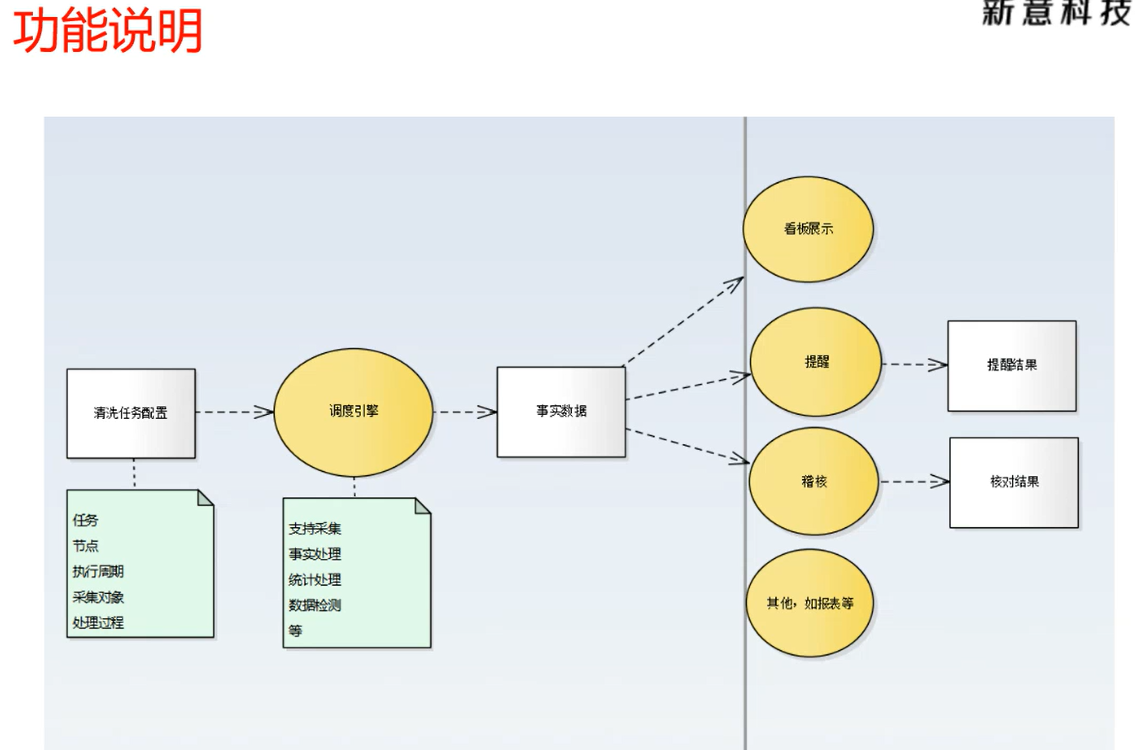 功能说明
新意科技
看板展示
提醒
提醒结果
清洗任务配置
调度引擎
事实数据
稽核
核对结果
任务
节点
执行周期
采集对象
处理过程
支持采集
事实处理
统计处理
数据检测
等
其他，如报表等